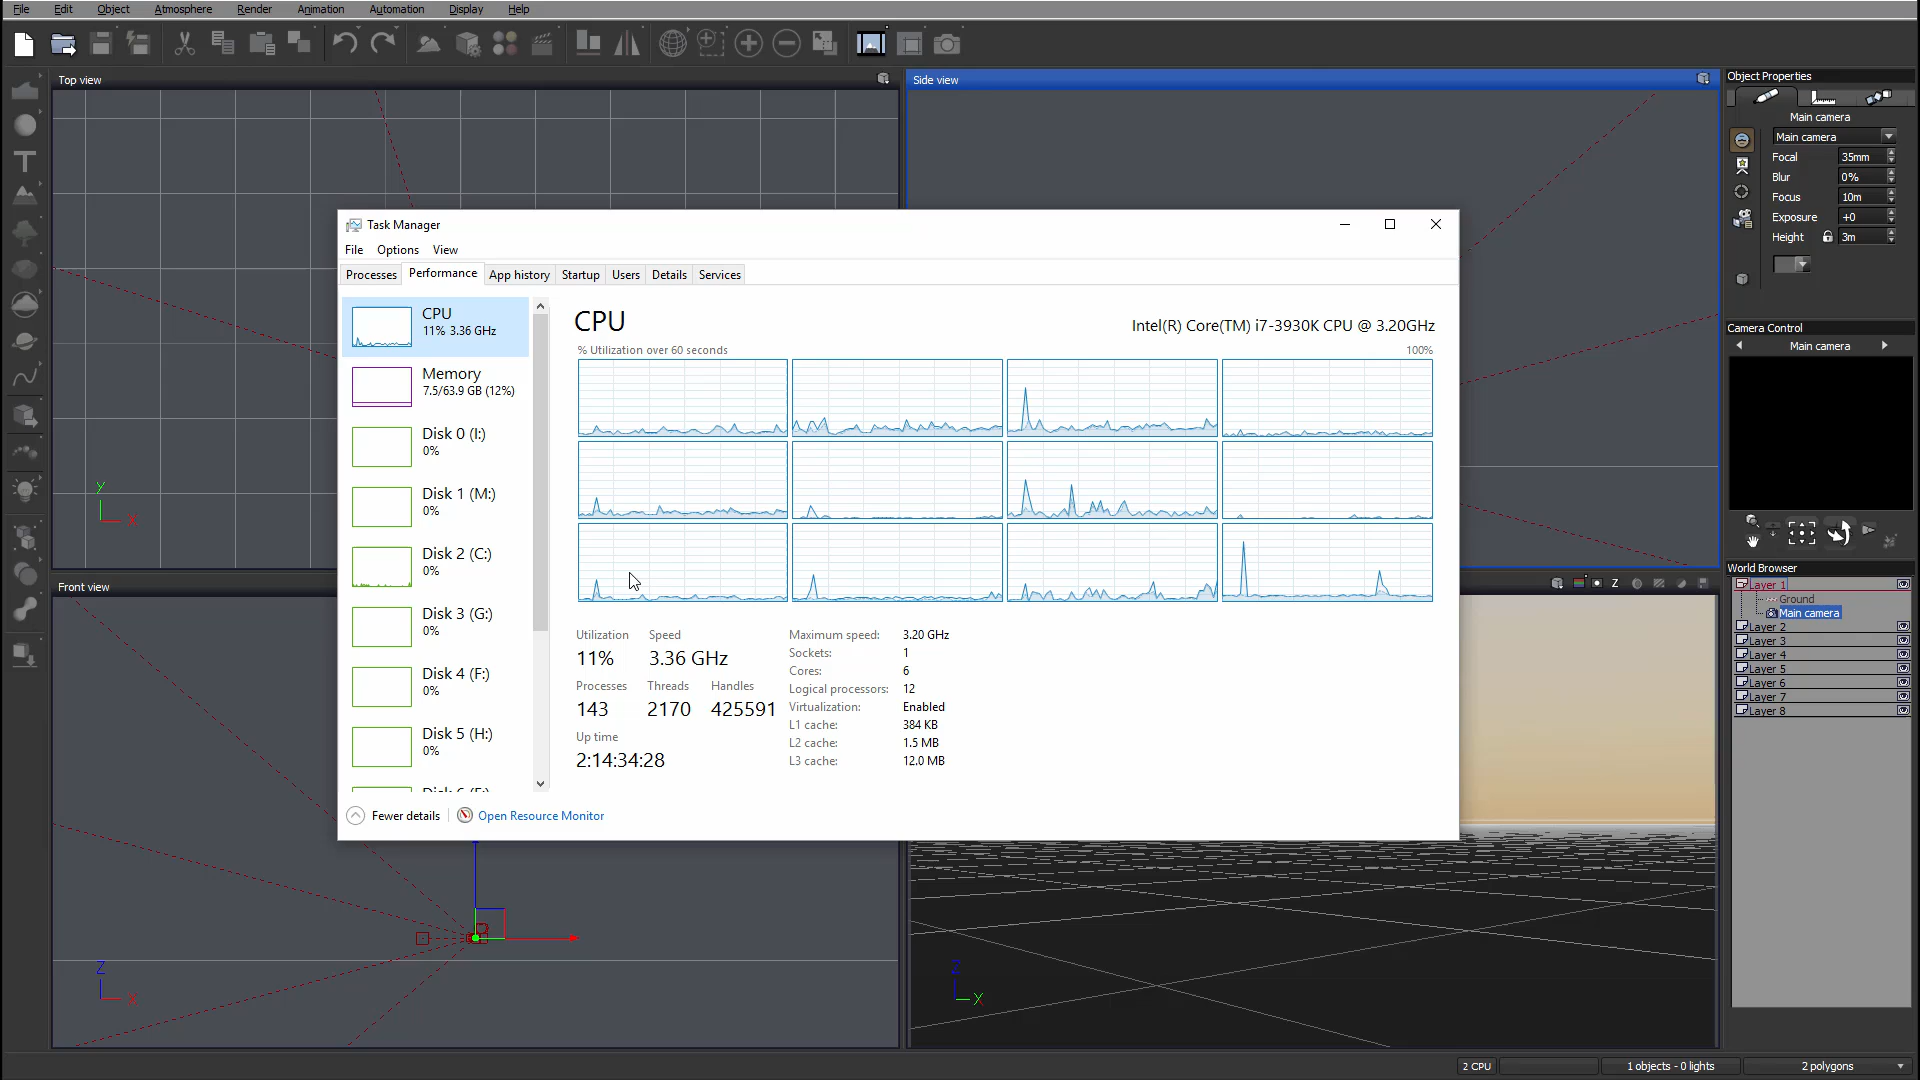 File Edit Object Atmosphere Render Animation Automation Display Help
Top view
Side view
Object Properties
Main camera
Main camera
Focal 35mm
Blur 0%
Focus 10m
Exposure +0
Height 3m
Camera Control
Main camera
World Browser
Layer 1
Ground
Main camera
Layer 2
Layer 3
Layer 4
Layer 5
Layer 6
Layer 7
Layer 8
Task Manager
File Options View
Processes Performance App history Startup Users Details Services
CPU
11% 3.36 GHz
Memory
7.5/63.9 GB (12%)
Disk 0 (I:)
0%
Disk 1 (M:)
0%
Disk 2 (C:)
0%
Disk 3 (G:)
0%
Disk 4 (F:)
0%
Disk 5 (H:)
0%
CPU
Intel(R) Core(TM) i7-3930K CPU @ 3.20GHz
% Utilization over 60 seconds 100%
Utilization Speed
11% 3.36 GHz
Processes Threads Handles
143 2170 425591
Up time
2:14:34:28
Maximum speed: 3.20 GHz
Sockets: 1
Cores: 6
Logical processors: 12
Virtualization: Enabled
L1 cache: 384 KB
L2 cache: 1.5 MB
L3 cache: 12.0 MB
Fewer details Open Resource Monitor
Y
X
Front view
Z
X
Z
Y
Z
2 CPU
1 objects - 0 lights
2 polygons